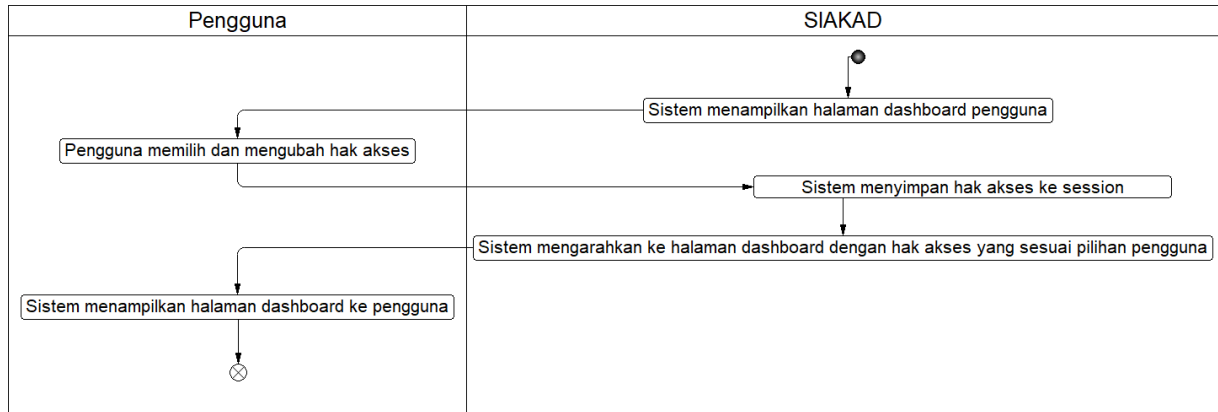 Pengguna
SIAKAD
Sistem menampilkan halaman dashboard pengguna
Pengguna memilih dan mengubah hak akses
Sistem menyimpan hak akses ke session
Sistem mengarahkan ke halaman dashboard dengan hak akses yang sesuai pilihan pengguna
Sistem menampilkan halaman dashboard ke pengguna